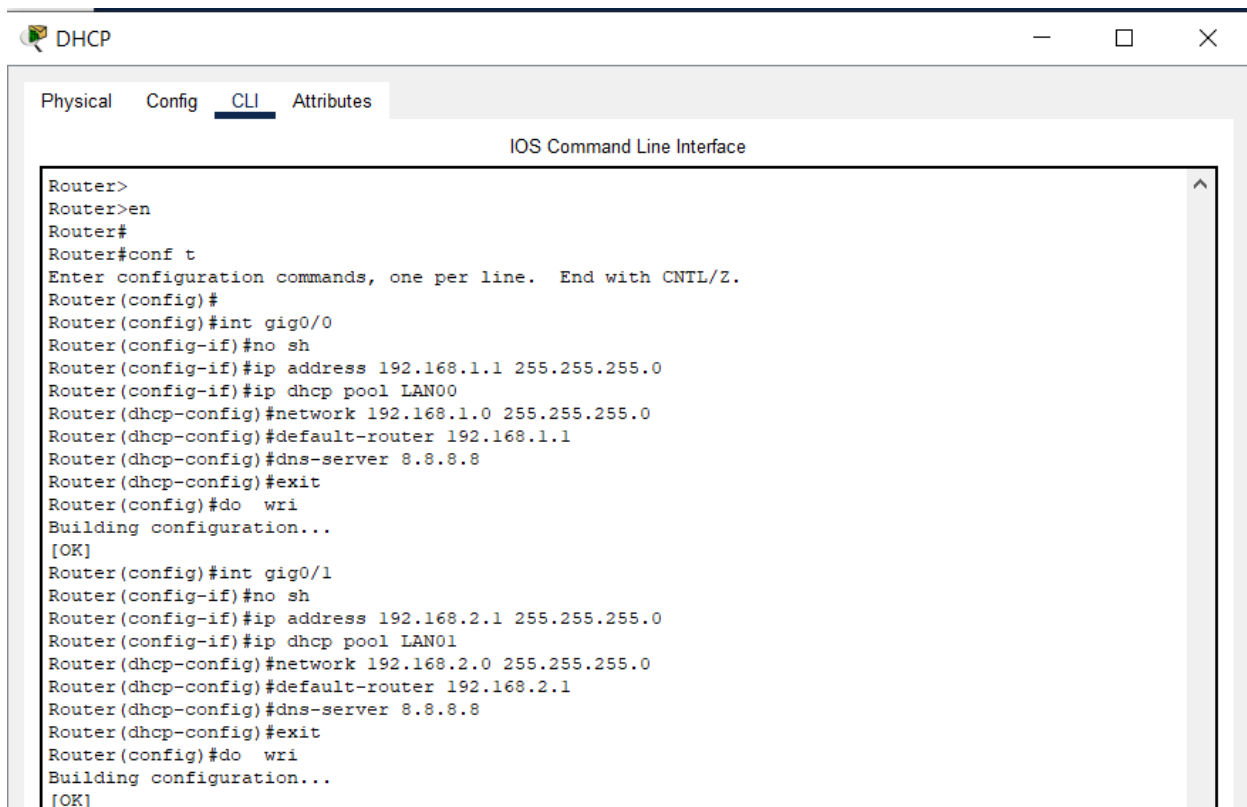 DHCP
Physical Config CLI Attributes
IOS Command Line Interface
Router>
Router>en
Router#
Router#conf t
Enter configuration commands, one per line.  End with CNTL/Z.
Router(config)#
Router(config)#int gig0/0
Router(config-if)#no sh
Router(config-if)#ip address 192.168.1.1 255.255.255.0
Router(config-if)#ip dhcp pool LAN00
Router(dhcp-config)#network 192.168.1.0 255.255.255.0
Router(dhcp-config)#default-router 192.168.1.1
Router(dhcp-config)#dns-server 8.8.8.8
Router(dhcp-config)#exit
Router(config)#do  wri
Building configuration...
[OK]
Router(config)#int gig0/1
Router(config-if)#no sh
Router(config-if)#ip address 192.168.2.1 255.255.255.0
Router(config-if)#ip dhcp pool LAN01
Router(dhcp-config)#network 192.168.2.0 255.255.255.0
Router(dhcp-config)#default-router 192.168.2.1
Router(dhcp-config)#dns-server 8.8.8.8
Router(dhcp-config)#exit
Router(config)#do  wri
Building configuration...
[OK]